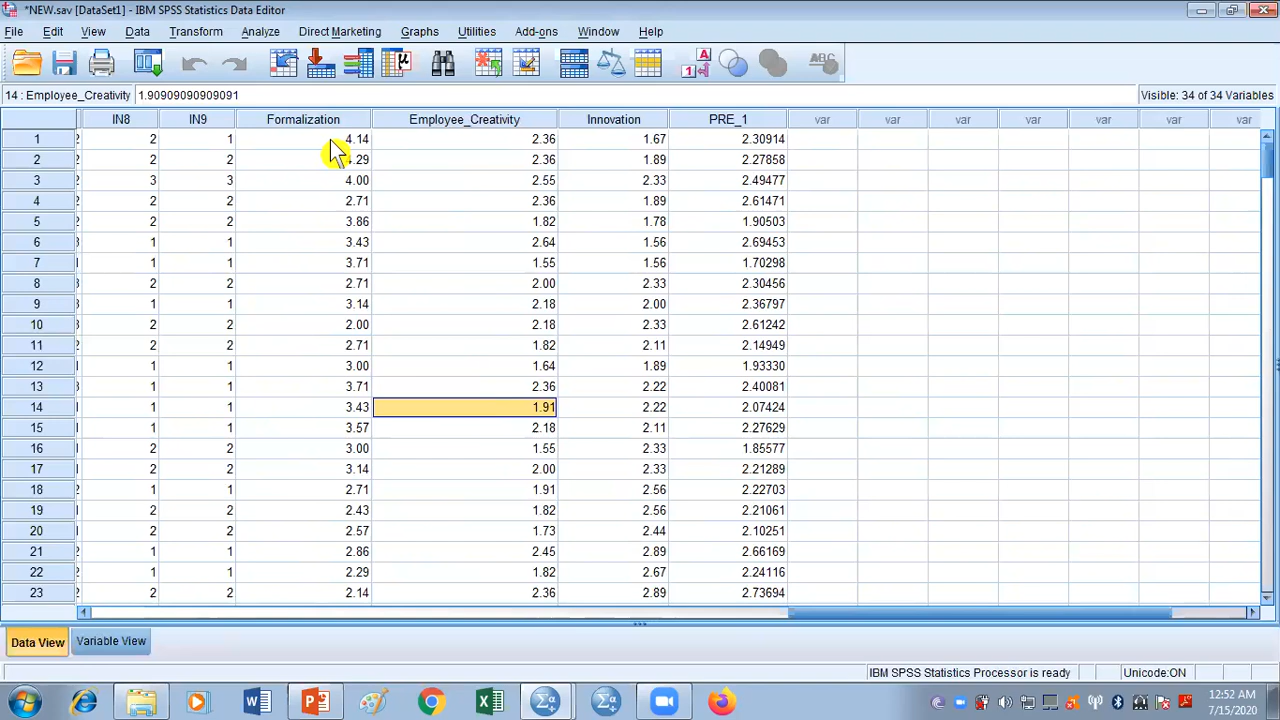 *NEW.sav [DataSet1] - IBM SPSS Statistics Data Editor
File Edit View Data Transform Analyze Direct Marketing Graphs Utilities Add-ons Window Help
14 : Employee_Creativity 1.90909090909091 Visible: 34 of 34 Variables
IN8 IN9 Formalization Employee_Creativity Innovation PRE_1 var var var var var var var
1 2 1 4.14 2.36 1.67 2.30914
2 2 2 .29 2.36 1.89 2.27858
3 3 3 4.00 2.55 2.33 2.49477
4 2 2 2.71 2.36 1.89 2.61471
5 2 2 3.86 1.82 1.78 1.90503
6 1 1 3.43 2.64 1.56 2.69453
7 1 1 3.71 1.55 1.56 1.70298
8 2 2 2.71 2.00 2.33 2.30456
9 1 1 3.14 2.18 2.00 2.36797
10 2 2 2.00 2.18 2.33 2.61242
11 2 2 2.71 1.82 2.11 2.14949
12 1 1 3.00 1.64 1.89 1.93330
13 1 1 3.71 2.36 2.22 2.40081
14 1 1 3.43 1.91 2.22 2.07424
15 1 1 3.57 2.18 2.11 2.27629
16 2 2 3.00 1.55 2.33 1.85577
17 2 2 3.14 2.00 2.33 2.21289
18 1 1 2.71 1.91 2.56 2.22703
19 2 2 2.43 1.82 2.56 2.21061
20 2 2 2.57 1.73 2.44 2.10251
21 1 1 2.86 2.45 2.89 2.66169
22 1 1 2.29 1.82 2.67 2.24116
23 2 2 2.14 2.36 2.89 2.73694
Data View Variable View
IBM SPSS Statistics Processor is ready Unicode:ON
12:52 AM
7/15/2020